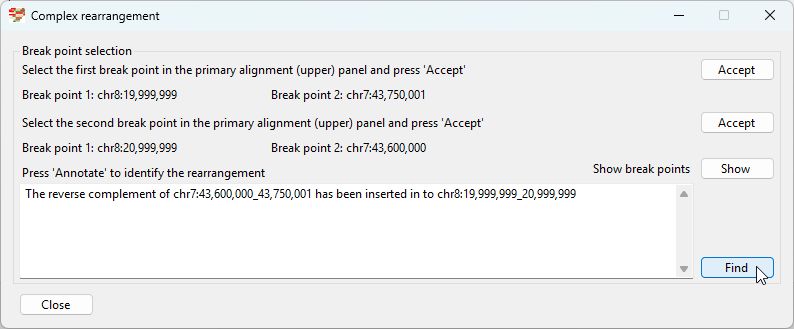 Complex rearrangement
Break point selection
Select the first break point in the primary alignment (upper) panel and press 'Accept'
Accept
Break point 1: chr8:19,999,999 Break point 2: chr7:43,750,001
Select the second break point in the primary alignment (upper) panel and press 'Accept'
Accept
Break point 1: chr8:20,999,999 Break point 2: chr7:43,600,000
Press 'Annotate' to identify the rearrangement
Show break points
Show
The reverse complement of chr7:43,600,000_43,750,001 has been inserted in to chr8:19,999,999_20,999,999
Find
Close